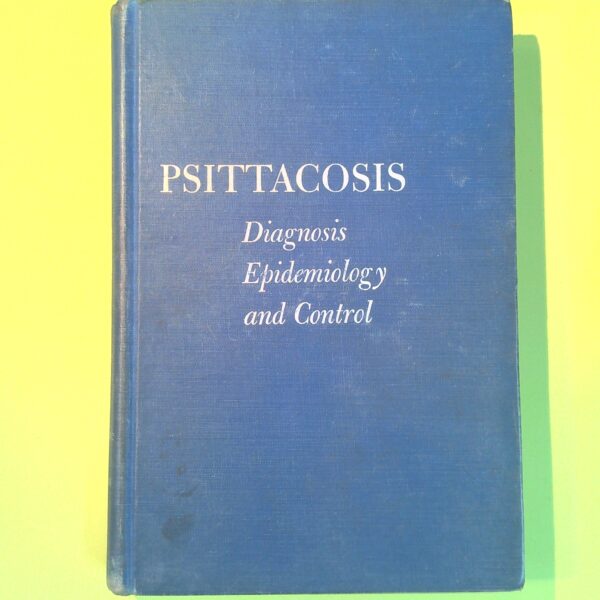 PSITTACOSIS
Diagnosis
Epidemiology
and Control